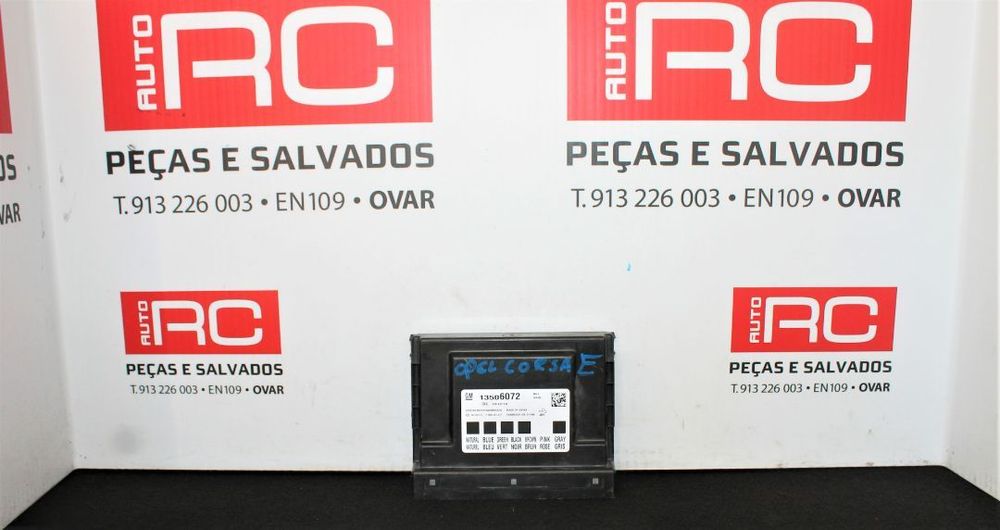 AUTO RC
PEÇAS E SALVADOS
T. 913 226 003 • EN109 • OVAR
AUTO RC
PEÇAS E SALVADOS
T. 913 226 003 • EN109 • OVAR
OS
VAR
AUTO RC
PEÇAS E SALVADOS
T. 913 226 003 • EN109 • OVAR
AUTO RC
PEÇAS E SALVADOS
T. 913 226 003 • EN109 • OVAR
OPEL CORSA E
GM 13506072
NATURAL BLUE GREEN BLACK BROWN PINK GRAY
NATUREL BLEU VERT NOIR BRUN ROSE GRIS